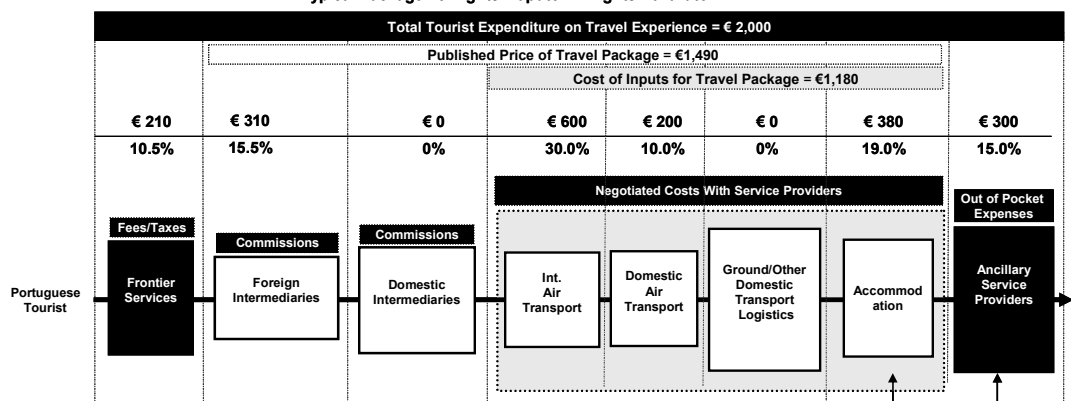 Total Tourist Expenditure on Travel Experience = € 2,000
Published Price of Travel Package = €1,490
Cost of Inputs for Travel Package = €1,180
€ 210 € 310 € 0 € 600 € 200 € 0 € 380 € 300
10.5% 15.5% 0% 30.0% 10.0% 0% 19.0% 15.0%
Negotiated Costs With Service Providers
Out of Pocket
Expenses
Fees/Taxes
Commissions
Commissions
Portuguese
Tourist
Frontier
Services
Foreign
Intermediaries
Domestic
Intermediaries
Int.
Air
Transport
Domestic
Air
Transport
Ground/Other
Domestic
Transport
Logistics
Accommod
ation
Ancillary
Service
Providers